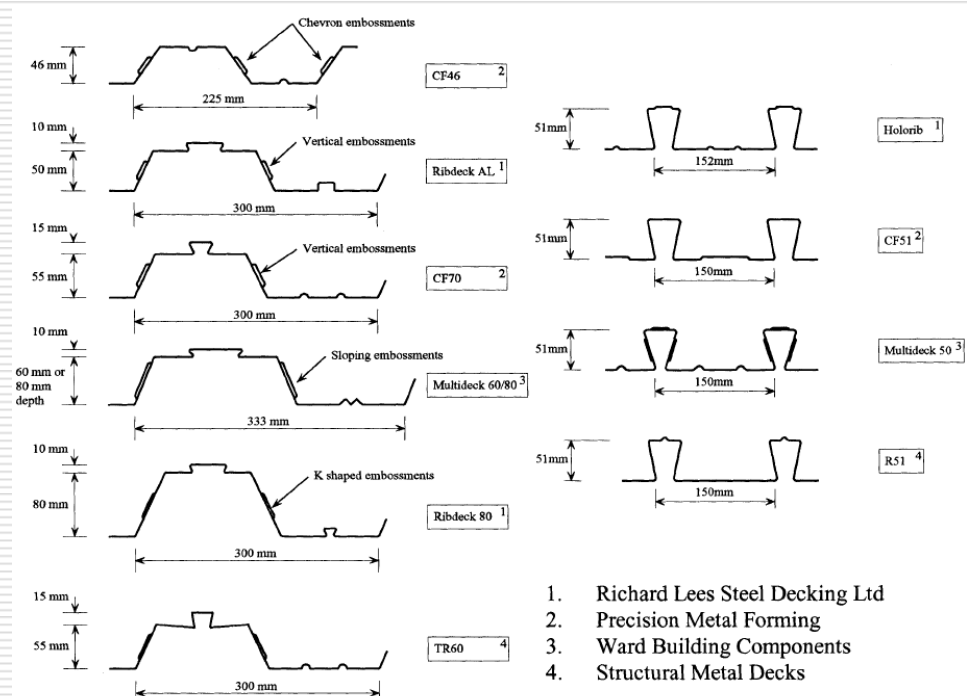 Chevron embossments
46 mm
CF46 2
225 mm
10 mm
Vertical embossments
50 mm
Ribdeck AL 1
300 mm
15 mm
Vertical embossments
55 mm
CF70 2
300 mm
10 mm
Sloping embossments
60 mm or
80 mm
depth
Multideck 60/80 3
333 mm
10 mm
K shaped embossments
80 mm
Ribdeck 80 1
300 mm
15 mm
55 mm
TR60 4
300 mm
51mm
Holorib 1
152mm
51mm
CF51 2
150mm
51mm
Multideck 50 3
150mm
51mm
R51 4
150mm
1. Richard Lees Steel Decking Ltd
2. Precision Metal Forming
3. Ward Building Components
4. Structural Metal Decks